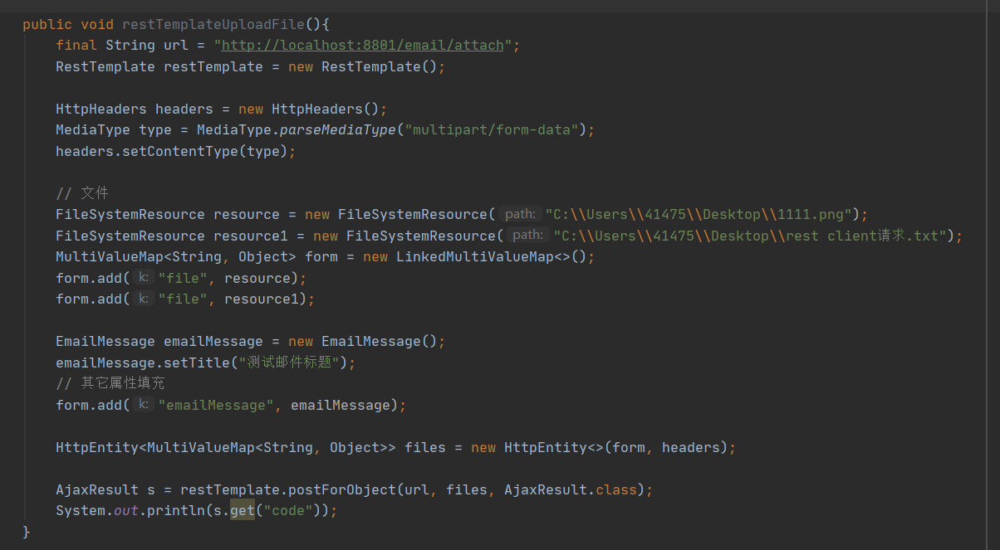 public void restTemplateUploadFile(){
final String url = "http://localhost:8801/email/attach";
RestTemplate restTemplate = new RestTemplate();
HttpHeaders headers = new HttpHeaders();
MediaType type = MediaType.parseMediaType("multipart/form-data");
headers.setContentType(type);
// 文件
FileSystemResource resource = new FileSystemResource( path: "C:\\Users\\41475\\Desktop\\1111.png");
FileSystemResource resource1 = new FileSystemResource( path: "C:\\Users\\41475\\Desktop\\rest client请求.txt");
MultiValueMap<String, Object> form = new LinkedMultiValueMap<>();
form.add( k: "file", resource);
form.add( k: "file", resource1);
EmailMessage emailMessage = new EmailMessage();
emailMessage.setTitle("测试邮件标题");
// 其它属性填充
form.add( k: "emailMessage", emailMessage);
HttpEntity<MultiValueMap<String, Object>> files = new HttpEntity<>(form, headers);
AjaxResult s = restTemplate.postForObject(url, files, AjaxResult.class);
System.out.println(s.get("code"));
}